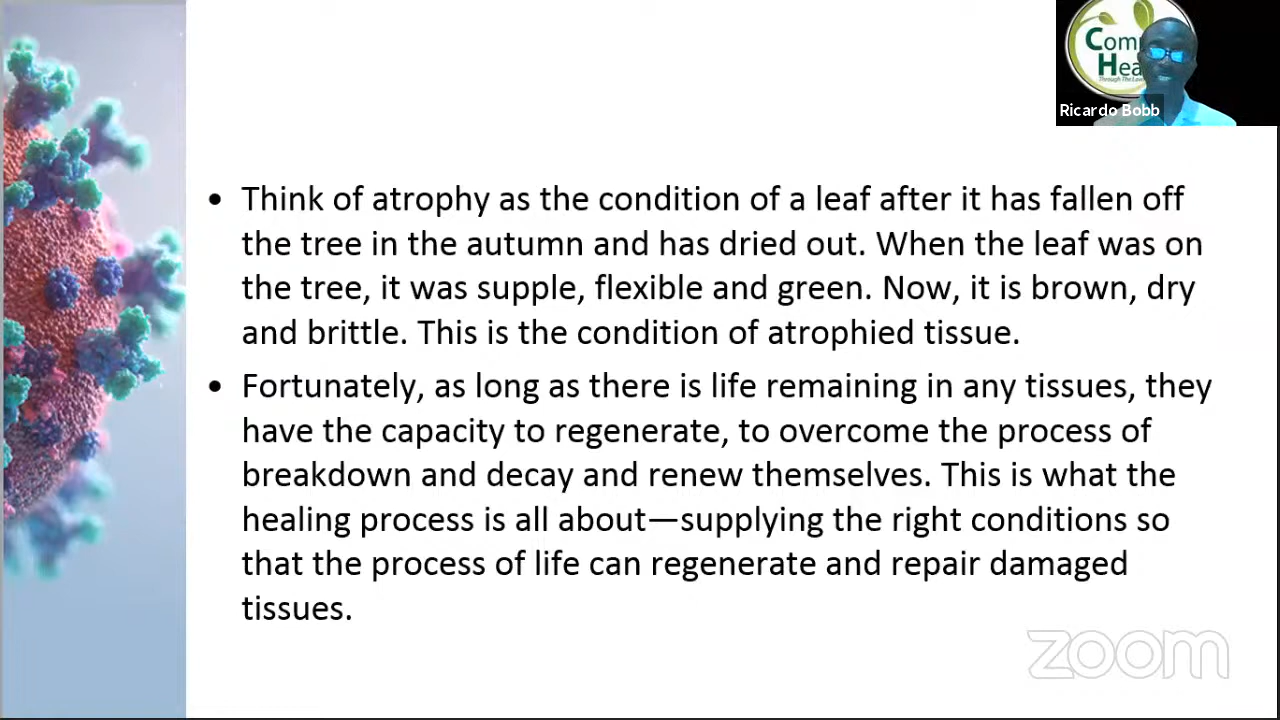 Com
Hea
Through The Law
Ricardo Bobb
• Think of atrophy as the condition of a leaf after it has fallen off
the tree in the autumn and has dried out. When the leaf was on
the tree, it was supple, flexible and green. Now, it is brown, dry
and brittle. This is the condition of atrophied tissue.
• Fortunately, as long as there is life remaining in any tissues, they
have the capacity to regenerate, to overcome the process of
breakdown and decay and renew themselves. This is what the
healing process is all about—supplying the right conditions so
that the process of life can regenerate and repair damaged
tissues.
zoom